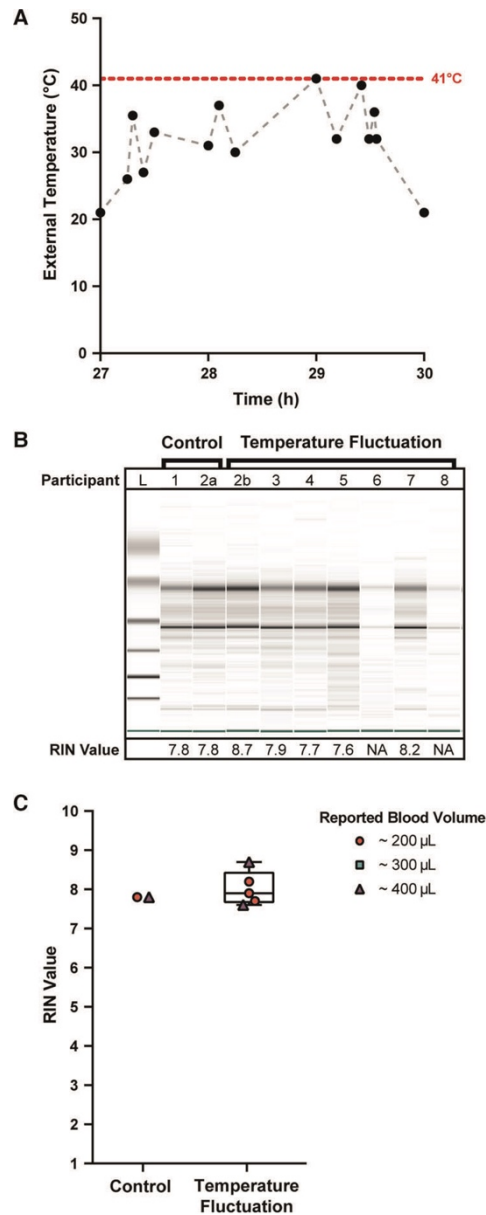 A
50
40
30
20
10
0
External Temperature (°C)
41°C
27 28 29 30
Time (h)
B
Control Temperature Fluctuation
Participant L 1 2a 2b 3 4 5 6 7 8
RIN Value 7.8 7.8 8.7 7.9 7.7 7.6 NA 8.2 NA
C
10
9
8
7
6
5
4
3
2
1
RIN Value
Control Temperature
Fluctuation
Reported Blood Volume
~ 200 µL
~ 300 µL
~ 400 µL